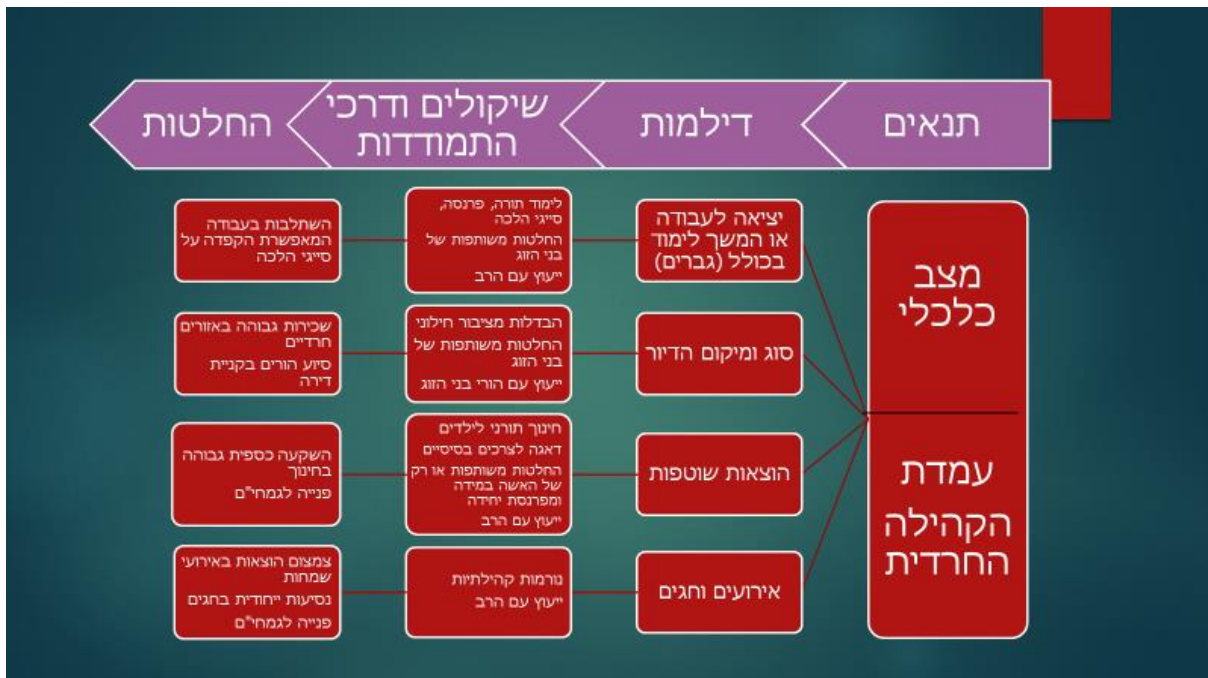 תנאים
דילמות
שיקולים ודרכי
התמודדות
החלטות
מצב
כלכלי
עמדת
הקהילה
החרדית
יציאה לעבודה
או המשך לימוד
בכולל (גברים)
לימוד תורה, פרנסה,
סייגי הלכה
החלטות משותפות של
בני הזוג
ייעוץ עם הרב
השתלבות בעבודה
המאפשרת הקפדה על
סייגי הלכה
סוג ומיקום הדיור
הבדלות מציבור חילוני
החלטות משותפות של
בני הזוג
ייעוץ עם הורי בני הזוג
שכירות גבוהה באזורים
חרדיים
סיוע הורים בקניית
דירה
הוצאות שוטפות
חינוך תורני לילדים
דאגה לצרכים בסיסיים
החלטות משותפות או רק
של האשה במידה
ומפרנסת יחידה
ייעוץ עם הרב
השקעה כספית גבוהה
בחינוך
פנייה לגמחי"ם
אירועים וחגים
נורמות קהילתיות
ייעוץ עם הרב
צמצום הוצאות באירועי
שמחות
נסיעות ייחודית בחגים
פנייה לגמחי"ם